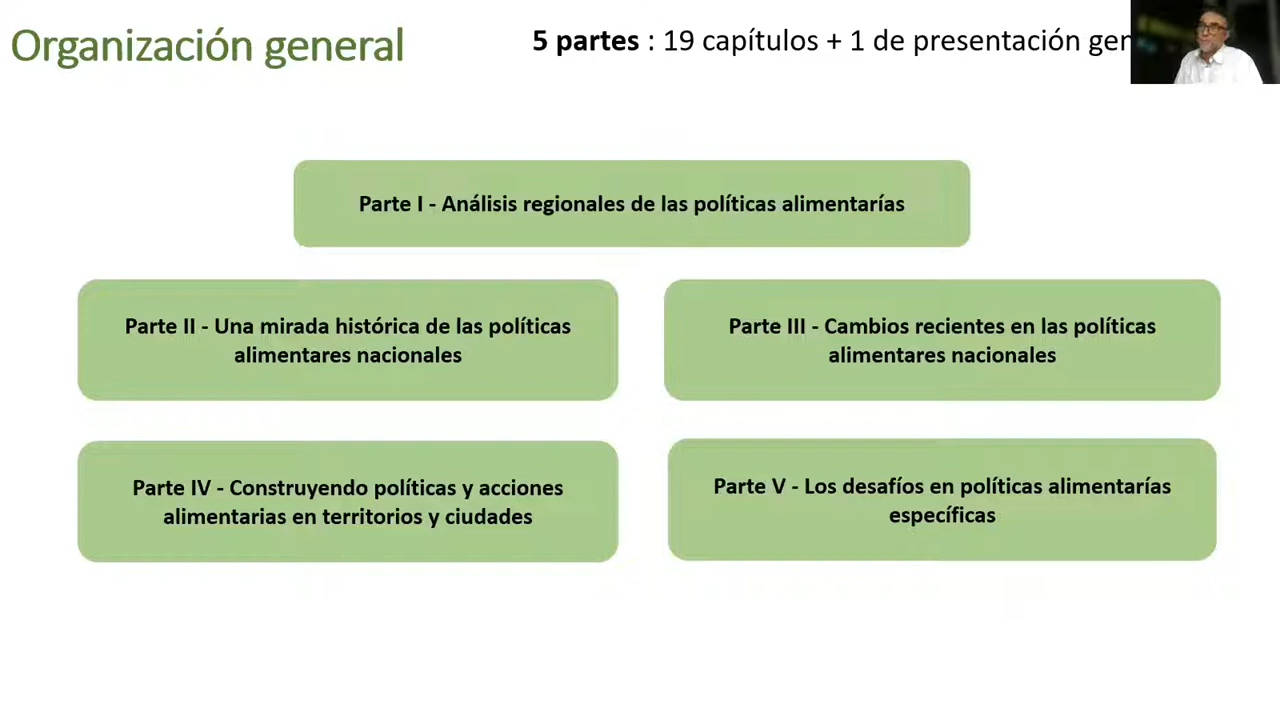 Organización general
5 partes : 19 capítulos + 1 de presentación
Parte I - Análisis regionales de las políticas alimentarías
Parte II - Una mirada histórica de las políticas
alimentares nacionales
Parte III - Cambios recientes en las políticas
alimentares nacionales
Parte IV - Construyendo políticas y acciones
alimentarias en territorios y ciudades
Parte V - Los desafíos en políticas alimentarías
específicas